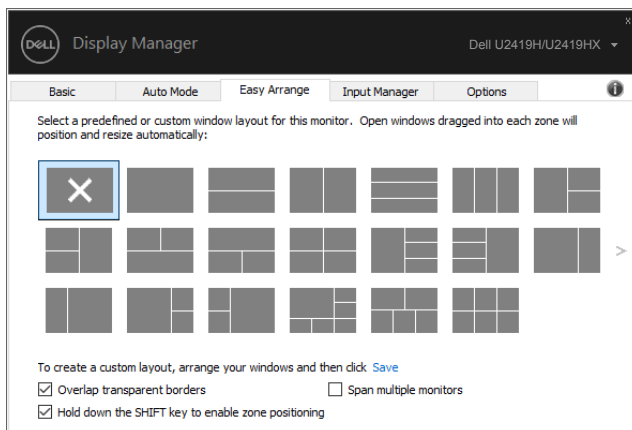 x
DELL Display Manager Dell U2419H/U2419HX
Basic Auto Mode Easy Arrange Input Manager Options i
Select a predefined or custom window layout for this monitor. Open windows dragged into each zone will
position and resize automatically:
>
To create a custom layout, arrange your windows and then click Save
Overlap transparent borders Span multiple monitors
Hold down the SHIFT key to enable zone positioning